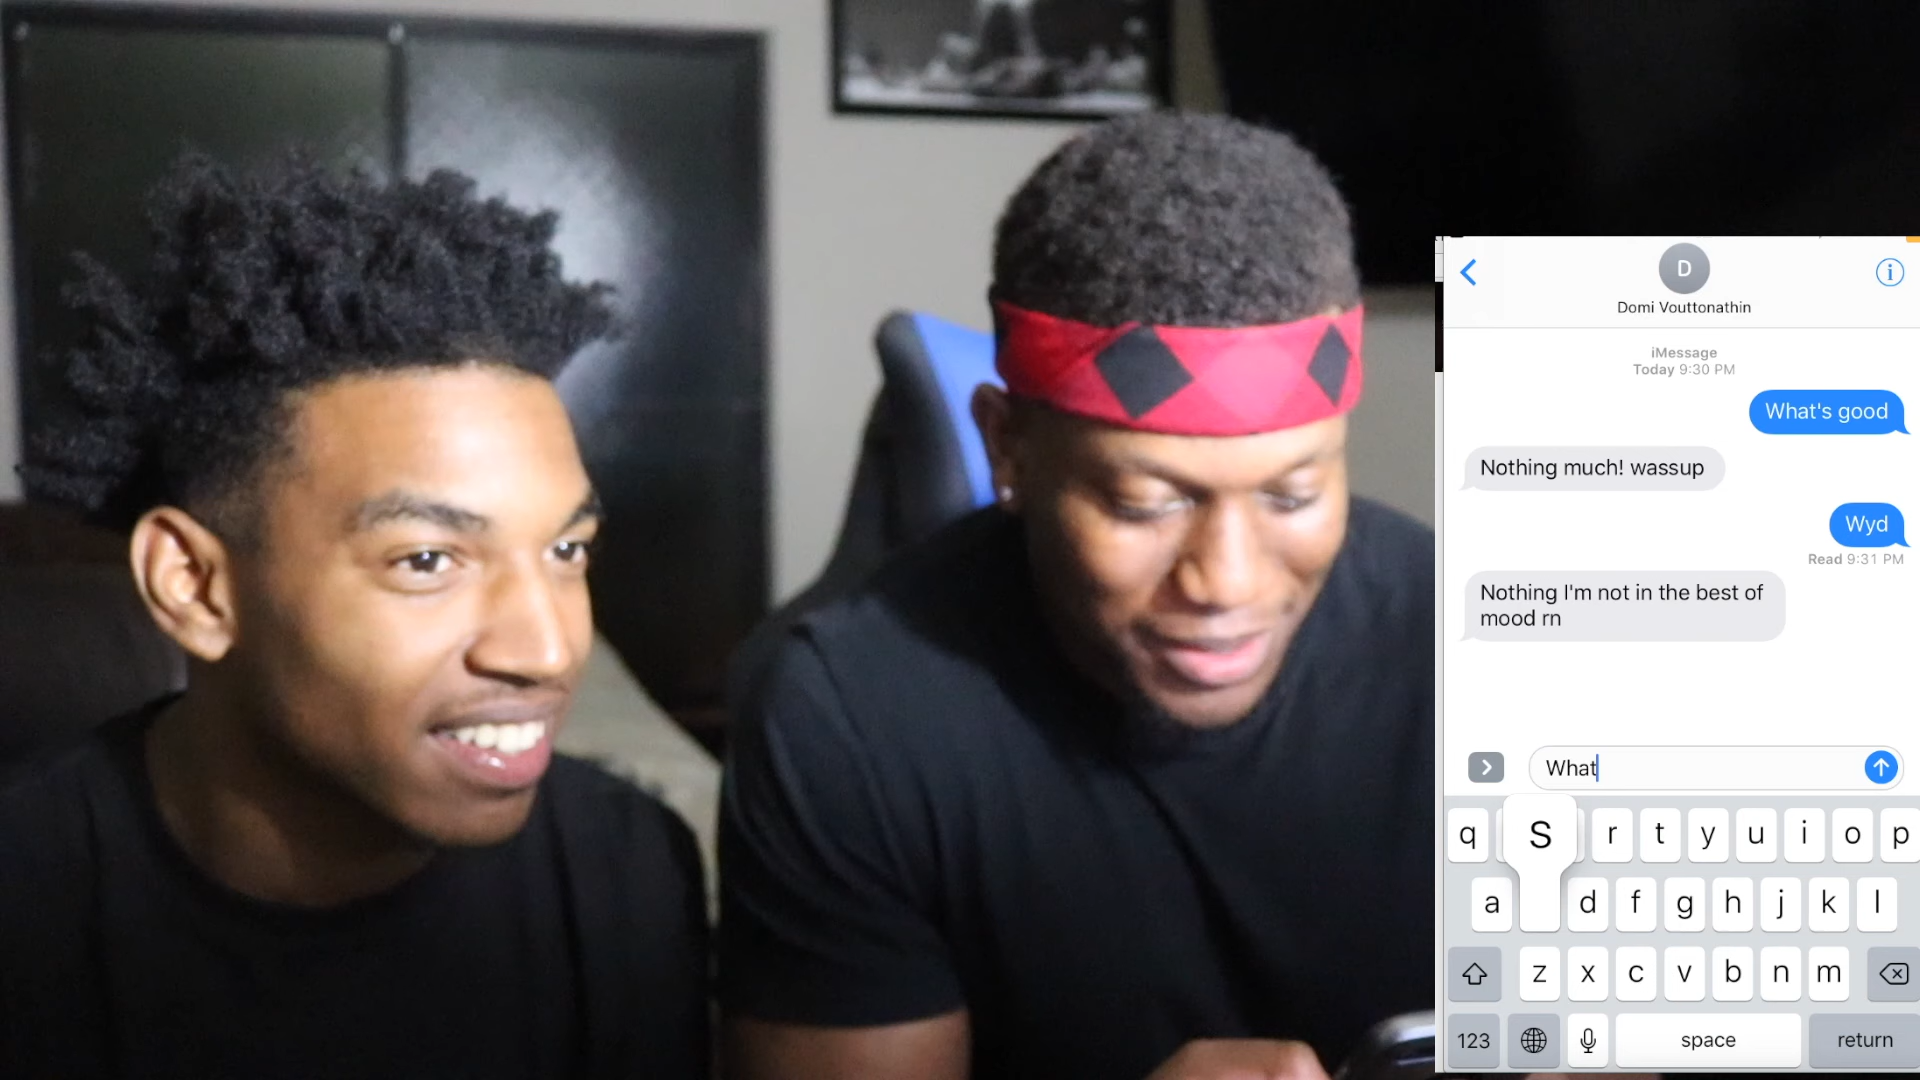 D
Domi Vouttonathin
iMessage
Today 9:30 PM
What's good
Nothing much! wassup
Wyd
Read 9:31 PM
Nothing I'm not in the best of
mood rn
What
q S r t y u i o p
a d f g h j k l
z x c v b n m
123 space return